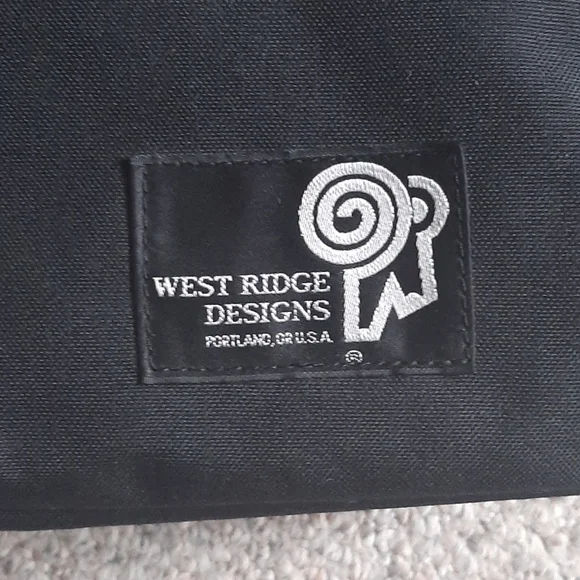 WEST RIDGE
DESIGNS
PORTLAND, OR U.S.A.
®